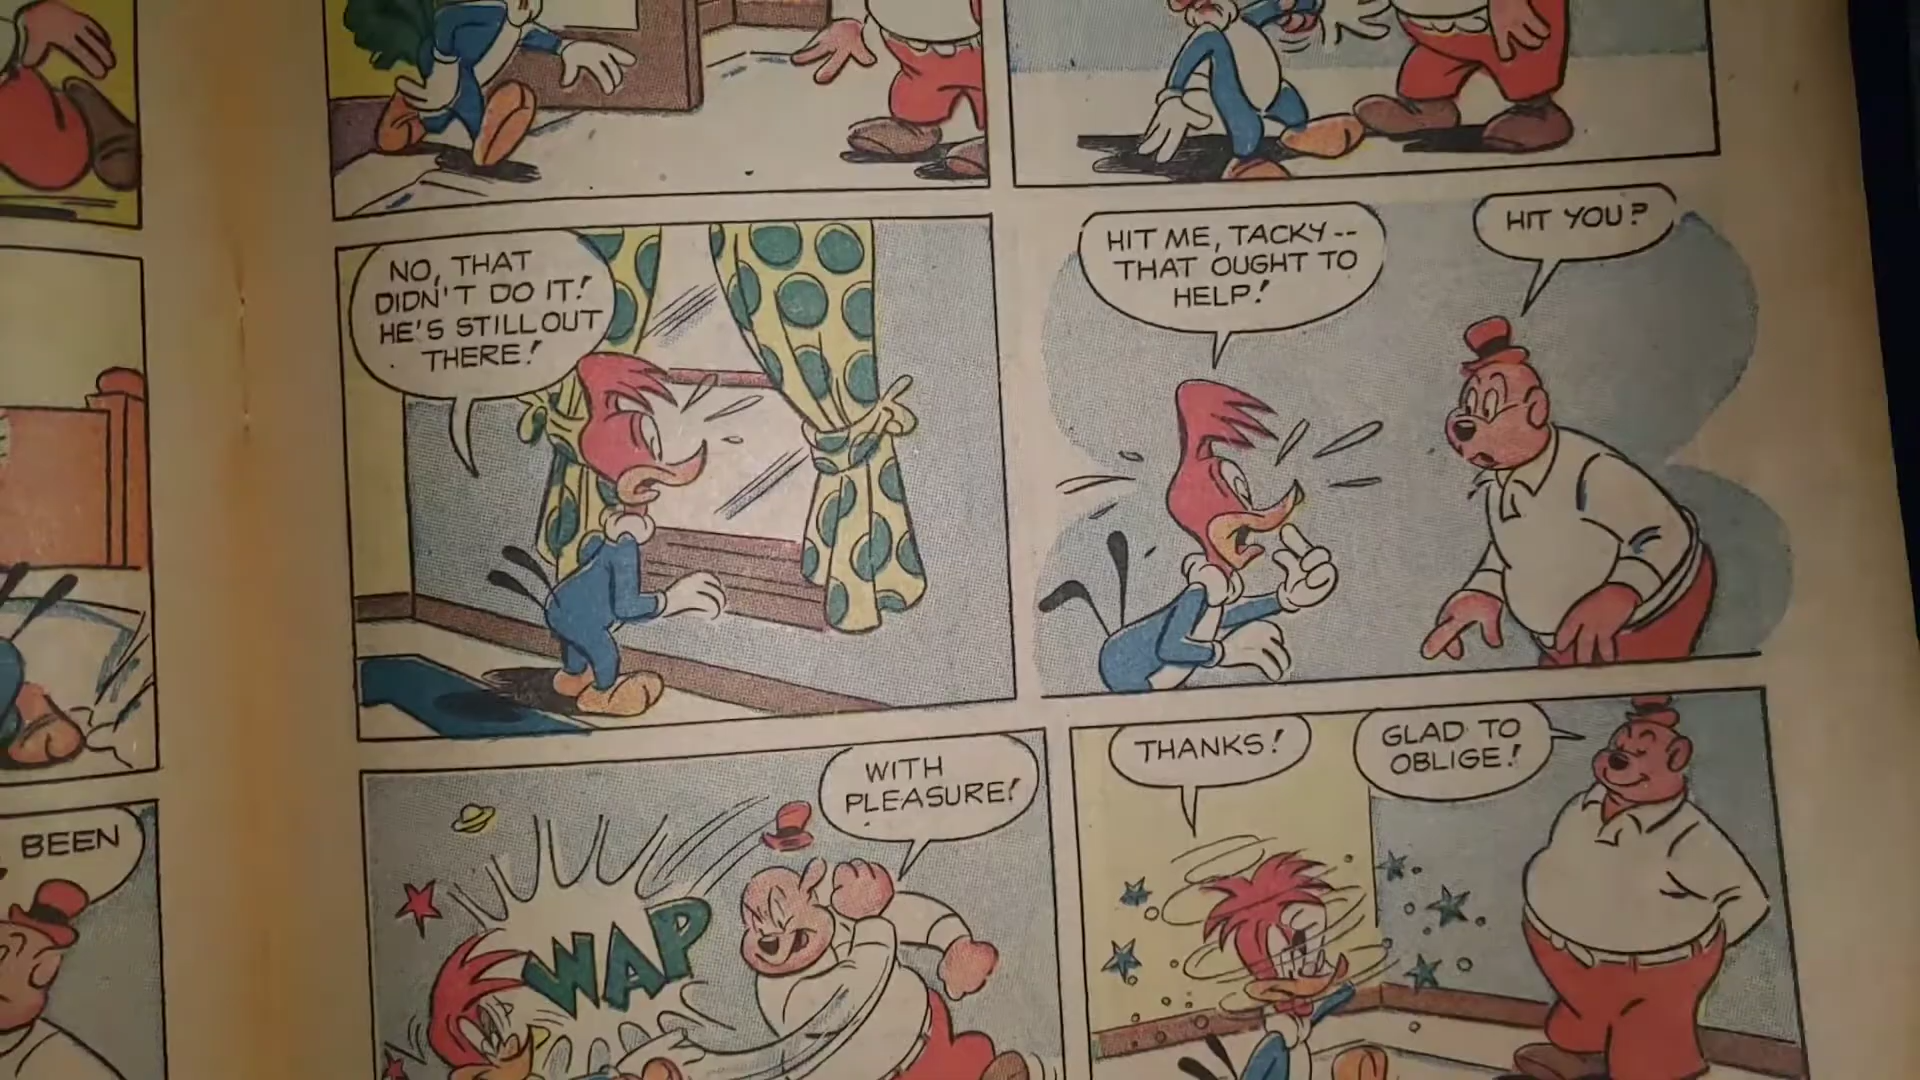 NO, THAT
DIDN'T DO IT!
HE'S STILL OUT
THERE!
HIT ME, TACKY--
THAT OUGHT TO
HELP!
HIT YOU?
BEEN
WITH
PLEASURE!
WAP
THANKS!
GLAD TO
OBLIGE!